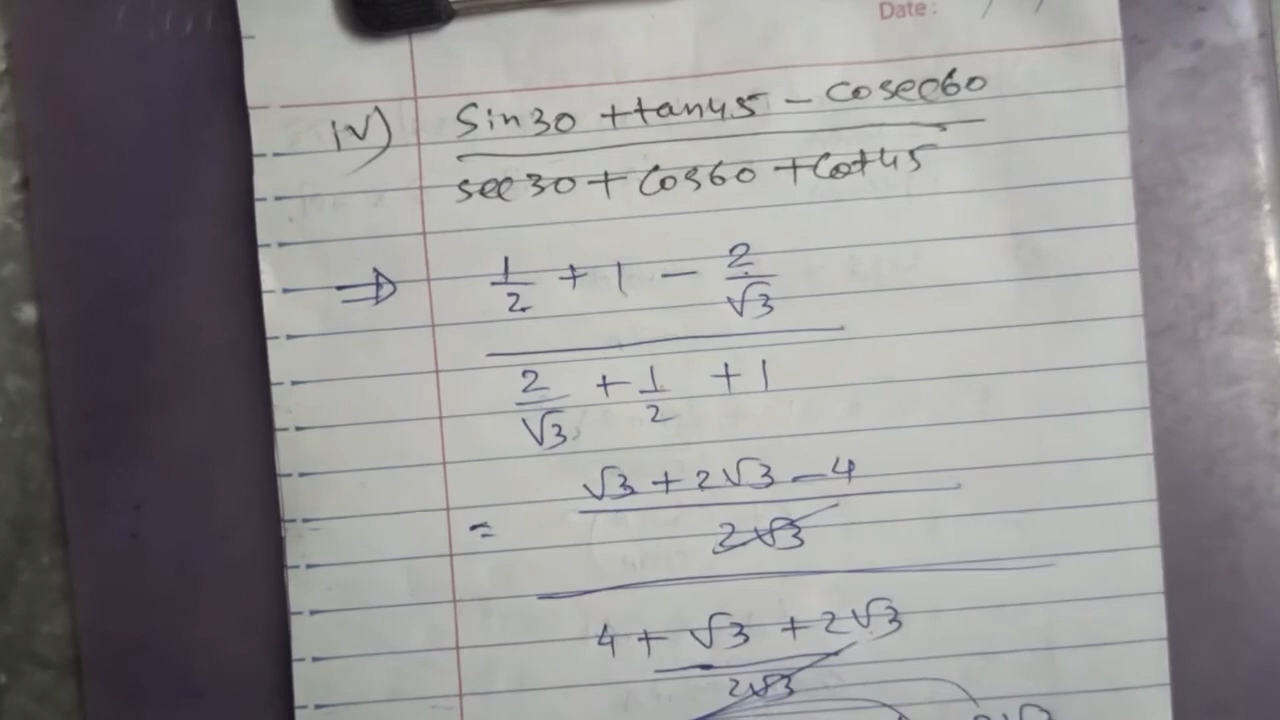 Date: / /
IV) Sin30 + tan45 - cosec60
sec30 + Cos60 + Cot45
⇒ 1/2 + 1 - 2/√3
2/√3 + 1/2 + 1
= √3 + 2√3 - 4
2√3
4 + √3 + 2√3
2√3